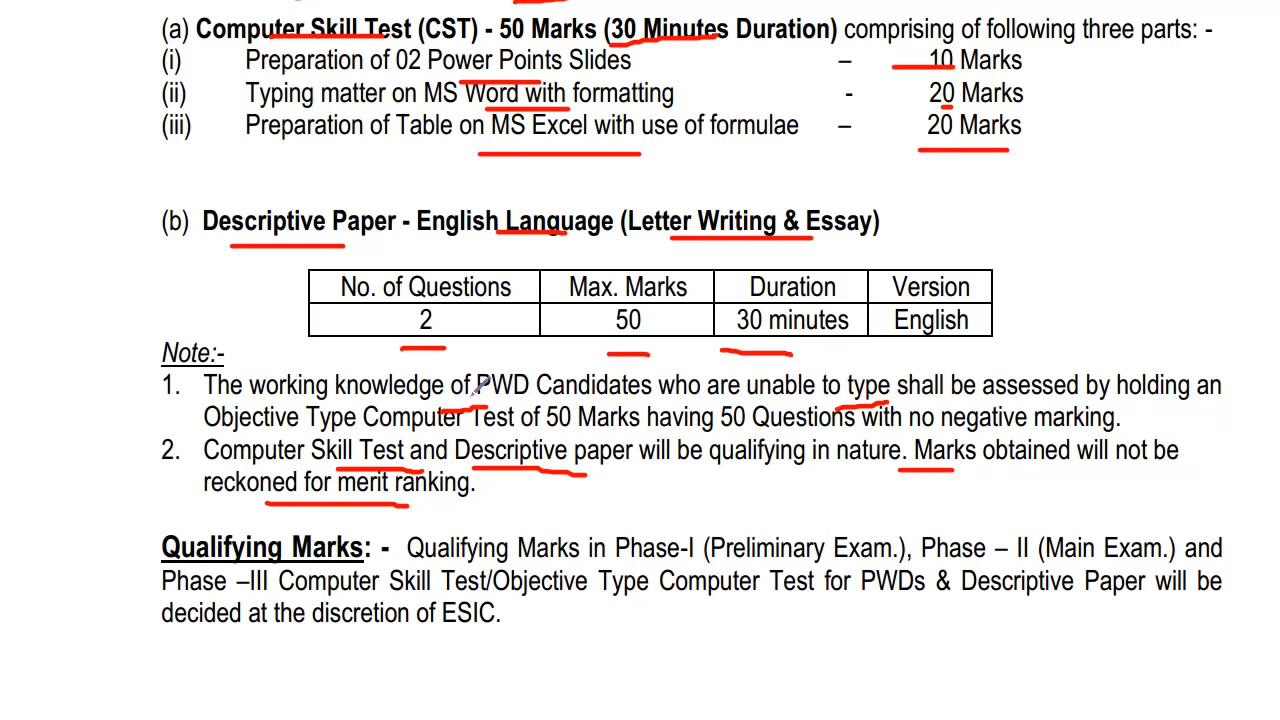 (a) Computer Skill Test (CST) - 50 Marks (30 Minutes Duration) comprising of following three parts: -
(i) Preparation of 02 Power Points Slides – 10 Marks
(ii) Typing matter on MS Word with formatting - 20 Marks
(iii) Preparation of Table on MS Excel with use of formulae – 20 Marks
(b) Descriptive Paper - English Language (Letter Writing & Essay)
No. of Questions Max. Marks Duration Version
2 50 30 minutes English
Note:-
1. The working knowledge of PWD Candidates who are unable to type shall be assessed by holding an
Objective Type Computer Test of 50 Marks having 50 Questions with no negative marking.
2. Computer Skill Test and Descriptive paper will be qualifying in nature. Marks obtained will not be
reckoned for merit ranking.
Qualifying Marks: - Qualifying Marks in Phase-I (Preliminary Exam.), Phase – II (Main Exam.) and
Phase –III Computer Skill Test/Objective Type Computer Test for PWDs & Descriptive Paper will be
decided at the discretion of ESIC.